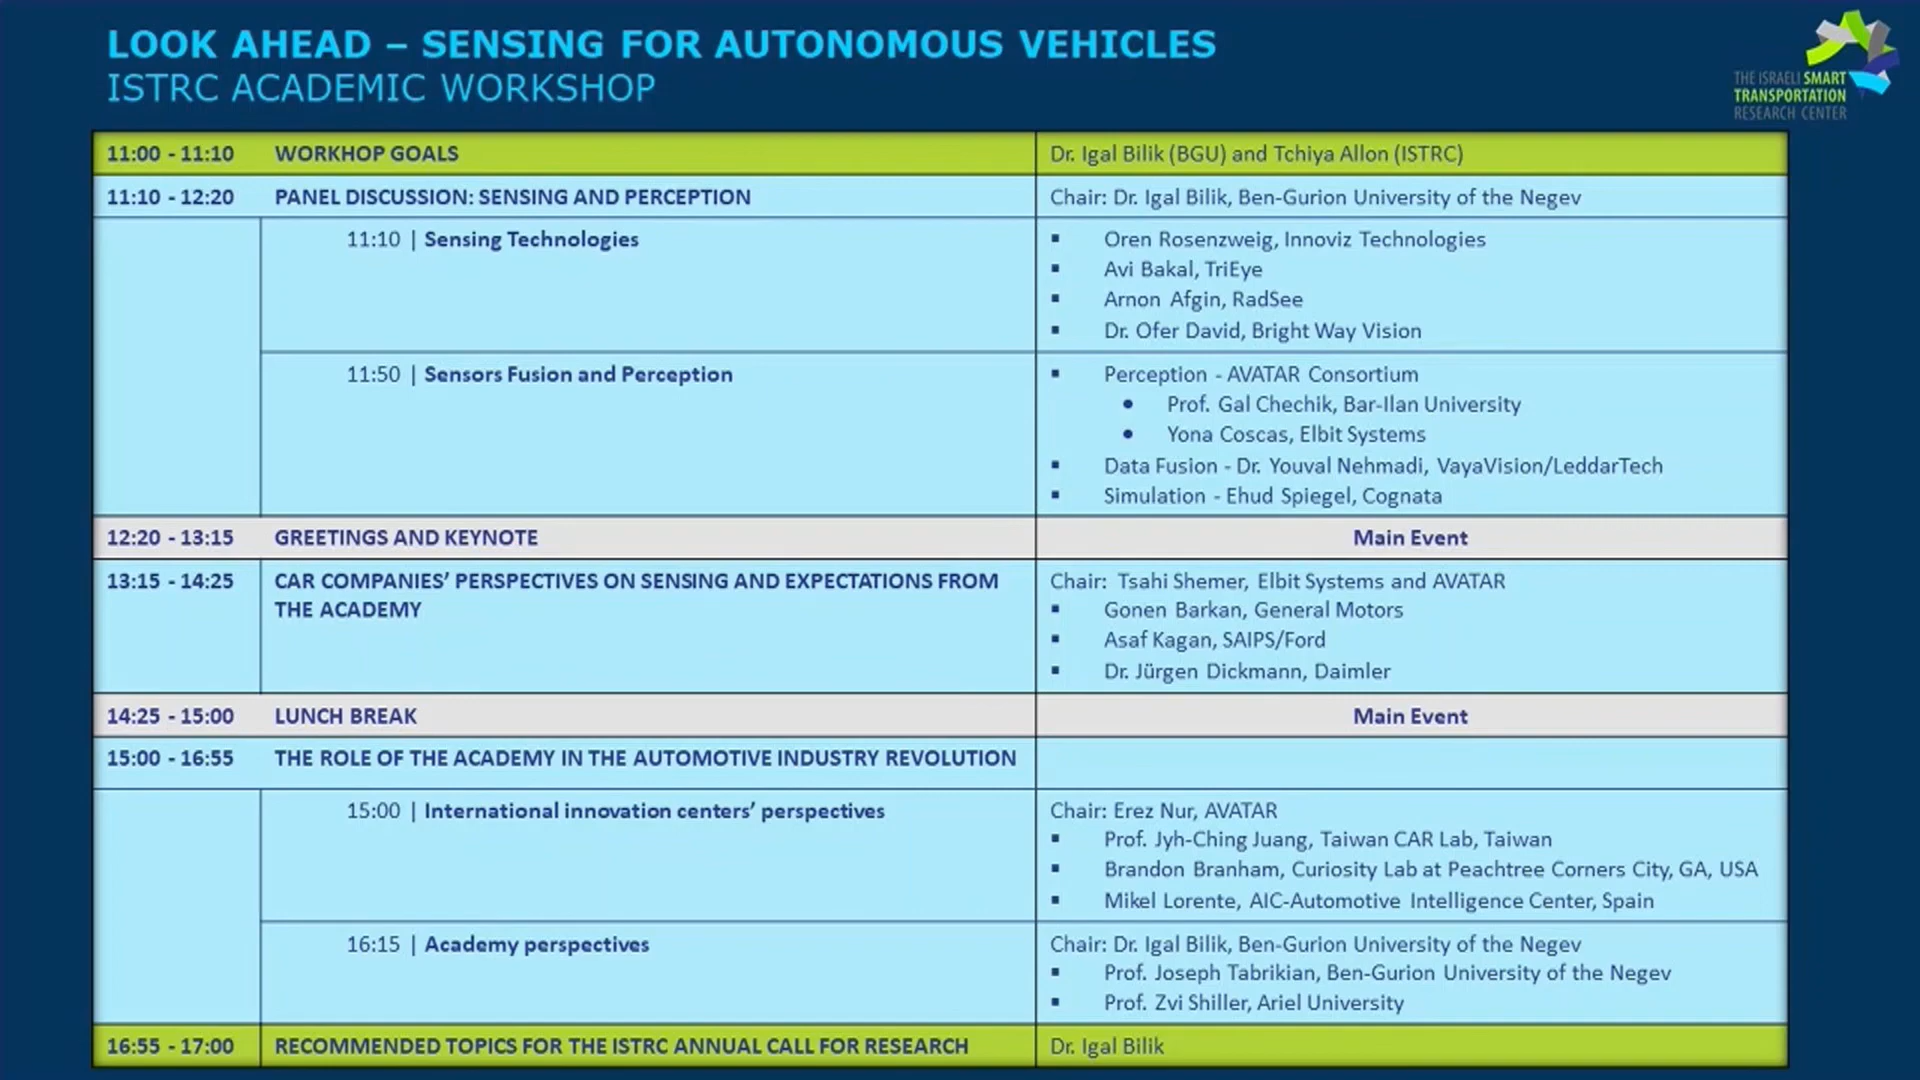 LOOK AHEAD – SENSING FOR AUTONOMOUS VEHICLES
ISTRC ACADEMIC WORKSHOP
THE ISRAELI SMART
TRANSPORTATION
RESEARCH CENTER
11:00 - 11:10 WORKHOP GOALS Dr. Igal Bilik (BGU) and Tchiya Allon (ISTRC)
11:10 - 12:20 PANEL DISCUSSION: SENSING AND PERCEPTION Chair: Dr. Igal Bilik, Ben-Gurion University of the Negev
11:10 | Sensing Technologies ▪ Oren Rosenzweig, Innoviz Technologies
▪ Avi Bakal, TriEye
▪ Arnon Afgin, RadSee
▪ Dr. Ofer David, Bright Way Vision
11:50 | Sensors Fusion and Perception ▪ Perception - AVATAR Consortium
• Prof. Gal Chechik, Bar-Ilan University
• Yona Coscas, Elbit Systems
▪ Data Fusion - Dr. Youval Nehmadi, VayaVision/LeddarTech
▪ Simulation - Ehud Spiegel, Cognata
12:20 - 13:15 GREETINGS AND KEYNOTE Main Event
13:15 - 14:25 CAR COMPANIES’ PERSPECTIVES ON SENSING AND EXPECTATIONS FROM Chair: Tsahi Shemer, Elbit Systems and AVATAR
THE ACADEMY ▪ Gonen Barkan, General Motors
▪ Asaf Kagan, SAIPS/Ford
▪ Dr. Jürgen Dickmann, Daimler
14:25 - 15:00 LUNCH BREAK Main Event
15:00 - 16:55 THE ROLE OF THE ACADEMY IN THE AUTOMOTIVE INDUSTRY REVOLUTION
15:00 | International innovation centers’ perspectives Chair: Erez Nur, AVATAR
▪ Prof. Jyh-Ching Juang, Taiwan CAR Lab, Taiwan
▪ Brandon Branham, Curiosity Lab at Peachtree Corners City, GA, USA
▪ Mikel Lorente, AIC-Automotive Intelligence Center, Spain
16:15 | Academy perspectives Chair: Dr. Igal Bilik, Ben-Gurion University of the Negev
▪ Prof. Joseph Tabrikian, Ben-Gurion University of the Negev
▪ Prof. Zvi Shiller, Ariel University
16:55 - 17:00 RECOMMENDED TOPICS FOR THE ISTRC ANNUAL CALL FOR RESEARCH Dr. Igal Bilik